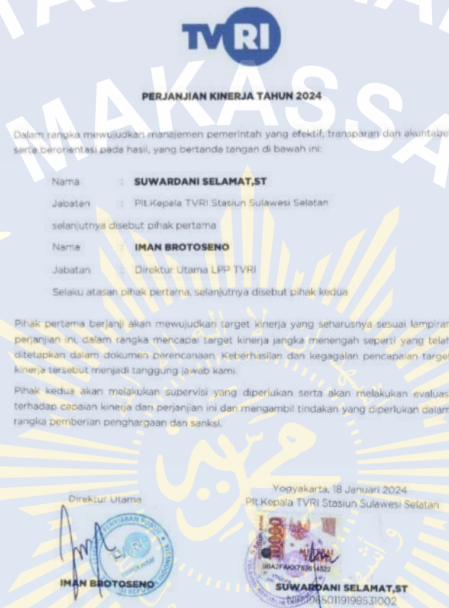 TVRI
PERJANJIAN KINERJA TAHUN 2024
Dalam rangka mewujudkan manajemen pemerintah yang efektif, transparan dan akuntabel
serta berorientasi pada hasil, yang bertanda tangan di bawah ini:
Nama : SUWARDANI SELAMAT,ST
Jabatan : Plt.Kepala TVRI Stasiun Sulawesi Selatan
selanjutnya disebut pihak pertama
Nama : IMAN BROTOSENO
Jabatan : Direktur Utama LPP TVRI
Selaku atasan pihak pertama, selanjutnya disebut pihak kedua
Pihak pertama berjanji akan mewujudkan target kinerja yang seharusnya sesuai lampiran
perjanjian ini, dalam rangka mencapai target kinerja jangka menengah seperti yang telah
ditetapkan dalam dokumen perencanaan. Keberhasilan dan kegagalan pencapaian target
kinerja tersebut menjadi tanggung jawab kami.
Pihak kedua akan melakukan supervisi yang diperlukan serta akan melakukan evaluasi
terhadap capaian kinerja dan perjanjian ini dan mengambil tindakan yang diperlukan dalam
rangka pemberian penghargaan dan sanksi.
Yogyakarta, 18 Januari 2024
Direktur Utama
Plt.Kepala TVRI Stasiun Sulawesi Selatan
10000
IMAN BROTOSENO
SUWARDANI SELAMAT,ST
MAKASSA